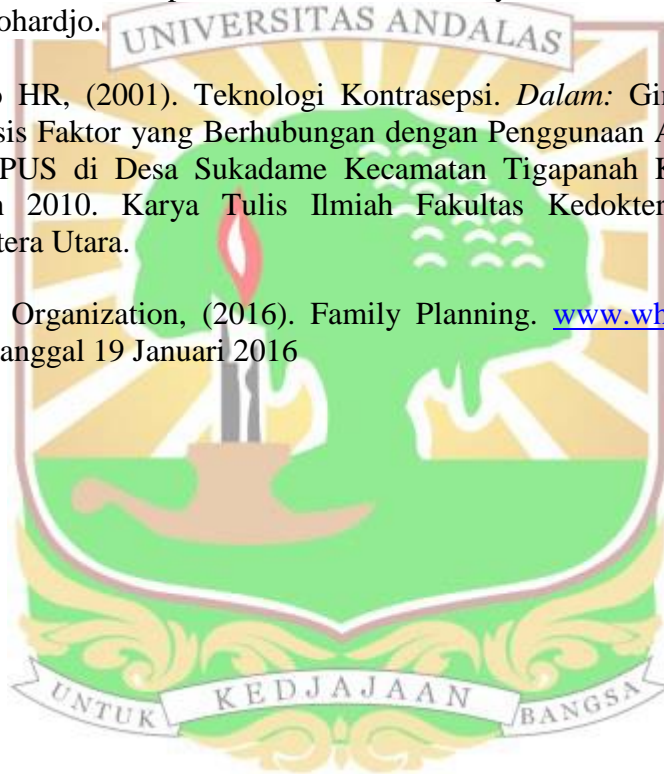 ohardjo.
UNIVERSITAS ANDALAS
HR, (2001). Teknologi Kontrasepsi. Dalam: Gin
sis Faktor yang Berhubungan dengan Penggunaan A
PUS di Desa Sukadame Kecamatan Tigapanah K
2010. Karya Tulis Ilmiah Fakultas Kedokter
tera Utara.
Organization, (2016). Family Planning. www.wh
anggal 19 Januari 2016
UNTUK KEDJAJAAN BANGSA